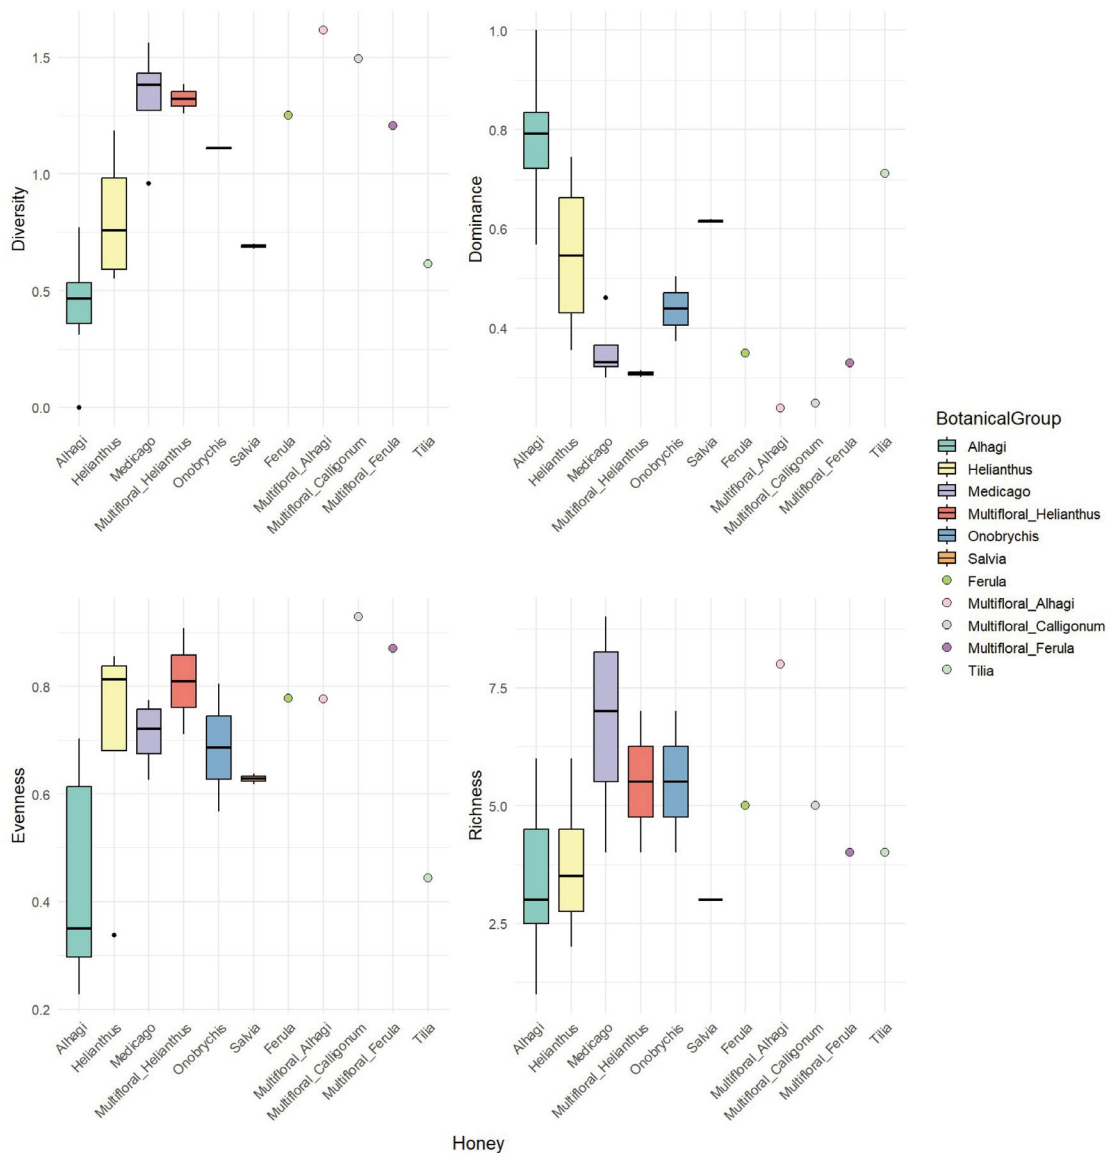 Diversity
1.5
1.0
0.5
0.0
Alhagi
Helianthus
Medicago
Multifloral_Helianthus
Onobrychis
Salvia
Ferula
Multifloral_Alhagi
Multifloral_Calligonum
Multifloral_Ferula
Tilia
Dominance
1.0
0.8
0.6
0.4
Alhagi
Helianthus
Medicago
Multifloral_Helianthus
Onobrychis
Salvia
Ferula
Multifloral_Alhagi
Multifloral_Calligonum
Multifloral_Ferula
Tilia
BotanicalGroup
Alhagi
Helianthus
Medicago
Multifloral_Helianthus
Onobrychis
Salvia
Ferula
Multifloral_Alhagi
Multifloral_Calligonum
Multifloral_Ferula
Tilia
Evenness
0.8
0.6
0.4
0.2
Alhagi
Helianthus
Medicago
Multifloral_Helianthus
Onobrychis
Salvia
Ferula
Multifloral_Alhagi
Multifloral_Calligonum
Multifloral_Ferula
Tilia
Richness
7.5
5.0
2.5
Alhagi
Helianthus
Medicago
Multifloral_Helianthus
Onobrychis
Salvia
Ferula
Multifloral_Alhagi
Multifloral_Calligonum
Multifloral_Ferula
Tilia
Honey